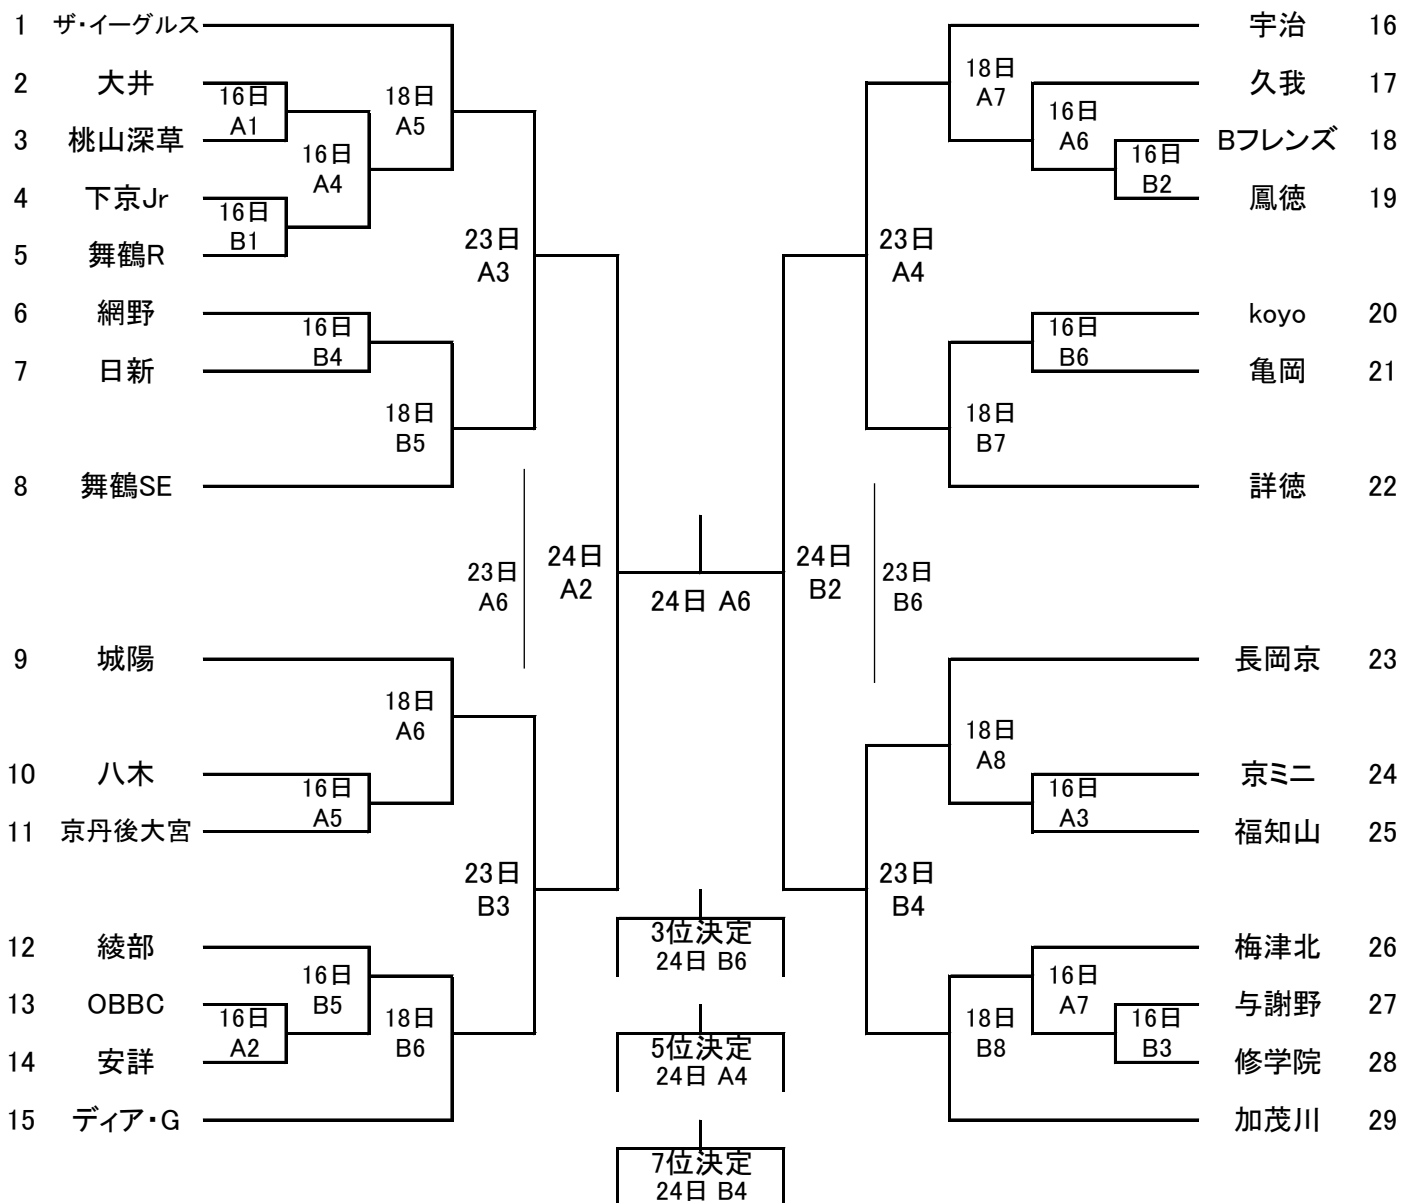 1 ザ・イーグルス
2 大井
3 桃山深草
4 下京Jr
5 舞鶴R
6 網野
7 日新
8 舞鶴SE
9 城陽
10 八木
11 京丹後大宮
12 綾部
13 OBBC
14 安詳
15 ディア・G
16日
A1
16日
B1
16日
A2
16日
A4
16日
B4
16日
A5
16日
B5
18日
A5
18日
B5
18日
A6
18日
B6
23日
A3
23日
B3
23日
A6
24日
A2
24日 A6
3位決定
24日 B6
5位決定
24日 A4
7位決定
24日 B4
24日
B2
23日
B6
23日
A4
23日
B4
18日
A7
18日
B7
18日
A8
18日
B8
16日
A6
16日
B6
16日
A3
16日
A7
16日
B2
16日
B3
宇治 16
久我 17
Bフレンズ 18
鳳徳 19
koyo 20
亀岡 21
詳徳 22
長岡京 23
京ミニ 24
福知山 25
梅津北 26
与謝野 27
修学院 28
加茂川 29